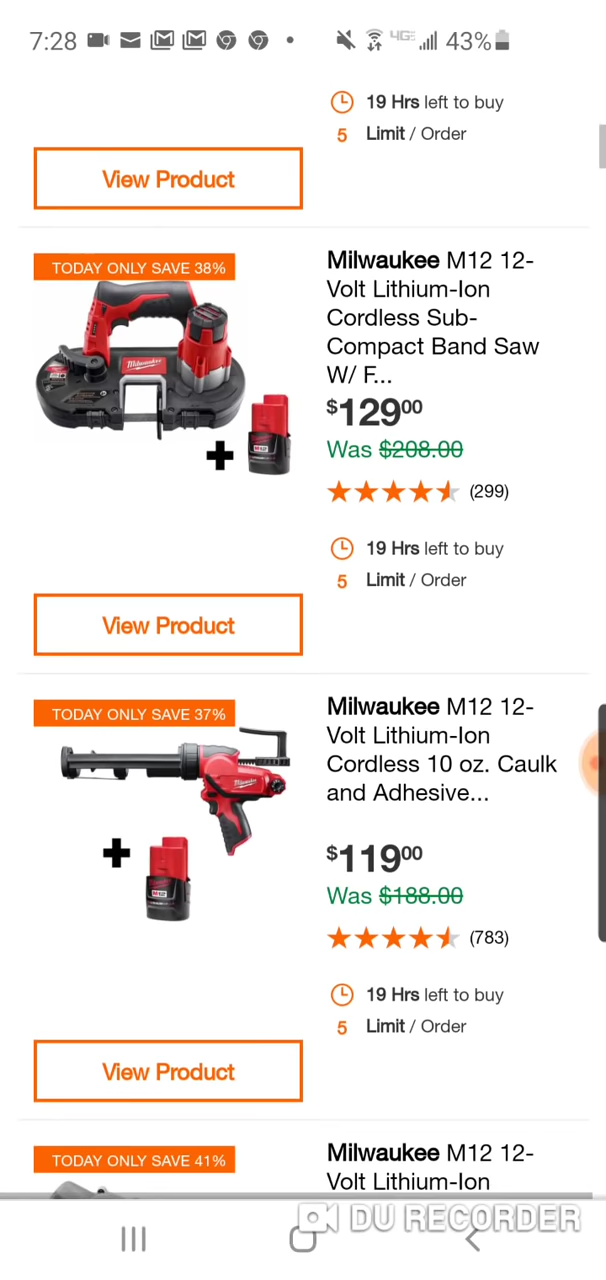 7:28
4GE
43%
19 Hrs left to buy
5 Limit / Order
View Product
TODAY ONLY SAVE 38%
Milwaukee M12 12-
Volt Lithium-Ion
Cordless Sub-
Compact Band Saw
W/ F...
$12900
Was $208.00
(299)
Milwaukee
19 Hrs left to buy
5 Limit / Order
View Product
TODAY ONLY SAVE 37%
Milwaukee M12 12-
Volt Lithium-Ion
Cordless 10 oz. Caulk
and Adhesive...
$11900
Was $188.00
(783)
19 Hrs left to buy
5 Limit / Order
View Product
TODAY ONLY SAVE 41%
Milwaukee M12 12-
Volt Lithium-Ion
DU RECORDER